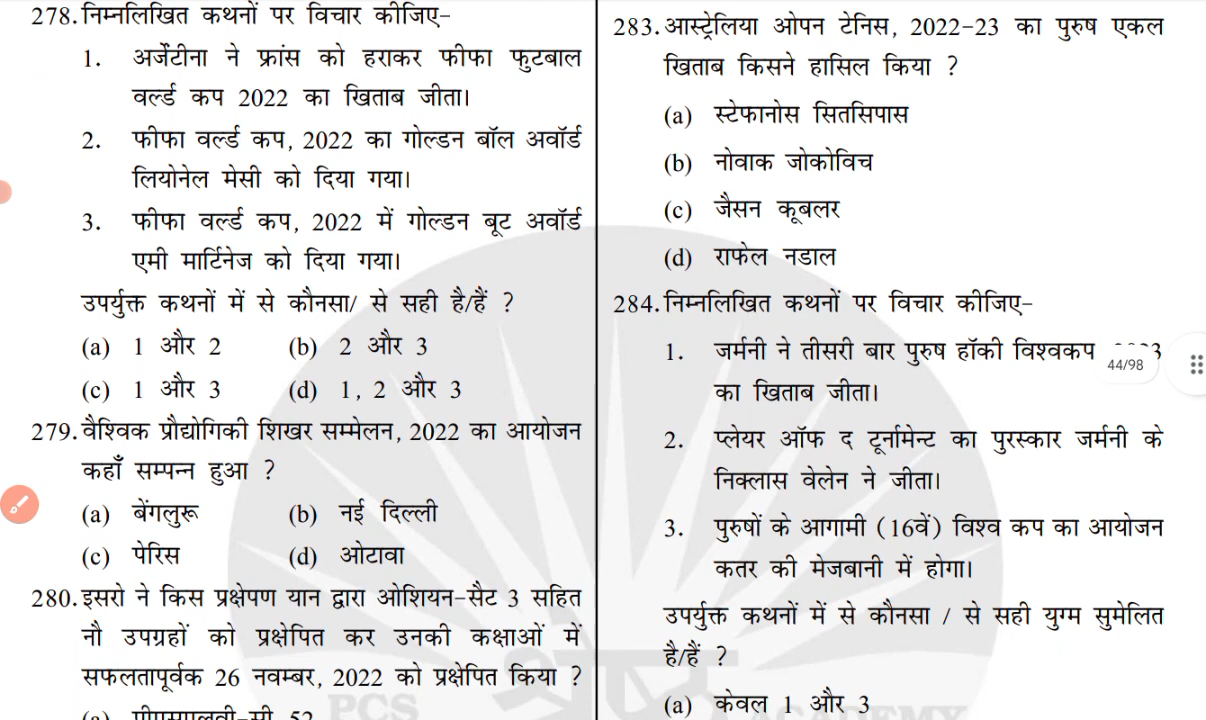 278. निम्नलिखित कथनों पर विचार कीजिए-
1. अर्जेंटीना ने फ्रांस को हराकर फीफा फुटबाल
वर्ल्ड कप 2022 का खिताब जीता।
2. फीफा वर्ल्ड कप, 2022 का गोल्डन बॉल अवॉर्ड
लियोनेल मेसी को दिया गया।
3. फीफा वर्ल्ड कप, 2022 में गोल्डन बूट अवॉर्ड
एमी मार्टिनेज को दिया गया।
उपर्युक्त कथनों में से कौनसा/ से सही है/हैं ?
(a) 1 और 2 (b) 2 और 3
(c) 1 और 3 (d) 1, 2 और 3
279. वैश्विक प्रौद्योगिकी शिखर सम्मेलन, 2022 का आयोजन
कहाँ सम्पन्न हुआ ?
(a) बेंगलुरू (b) नई दिल्ली
(c) पेरिस (d) ओटावा
280. इसरो ने किस प्रक्षेपण यान द्वारा ओशियन-सैट 3 सहित
नौ उपग्रहों को प्रक्षेपित कर उनकी कक्षाओं में
सफलतापूर्वक 26 नवम्बर, 2022 को प्रक्षेपित किया ?
283. आस्ट्रेलिया ओपन टेनिस, 2022-23 का पुरुष एकल
खिताब किसने हासिल किया ?
(a) स्टेफानोस सितसिपास
(b) नोवाक जोकोविच
(c) जैसन कूबलर
(d) राफेल नडाल
284. निम्नलिखित कथनों पर विचार कीजिए-
1. जर्मनी ने तीसरी बार पुरुष हॉकी विश्वकप
का खिताब जीता।
2. प्लेयर ऑफ द टूर्नामेन्ट का पुरस्कार जर्मनी के
निक्लास वेलेन ने जीता।
3. पुरुषों के आगामी (16वें) विश्व कप का आयोजन
कतर की मेजबानी में होगा।
उपर्युक्त कथनों में से कौनसा / से सही युग्म सुमेलित
है/हैं ?
(a) केवल 1 और 3
44/98
PCS
ACADEMY